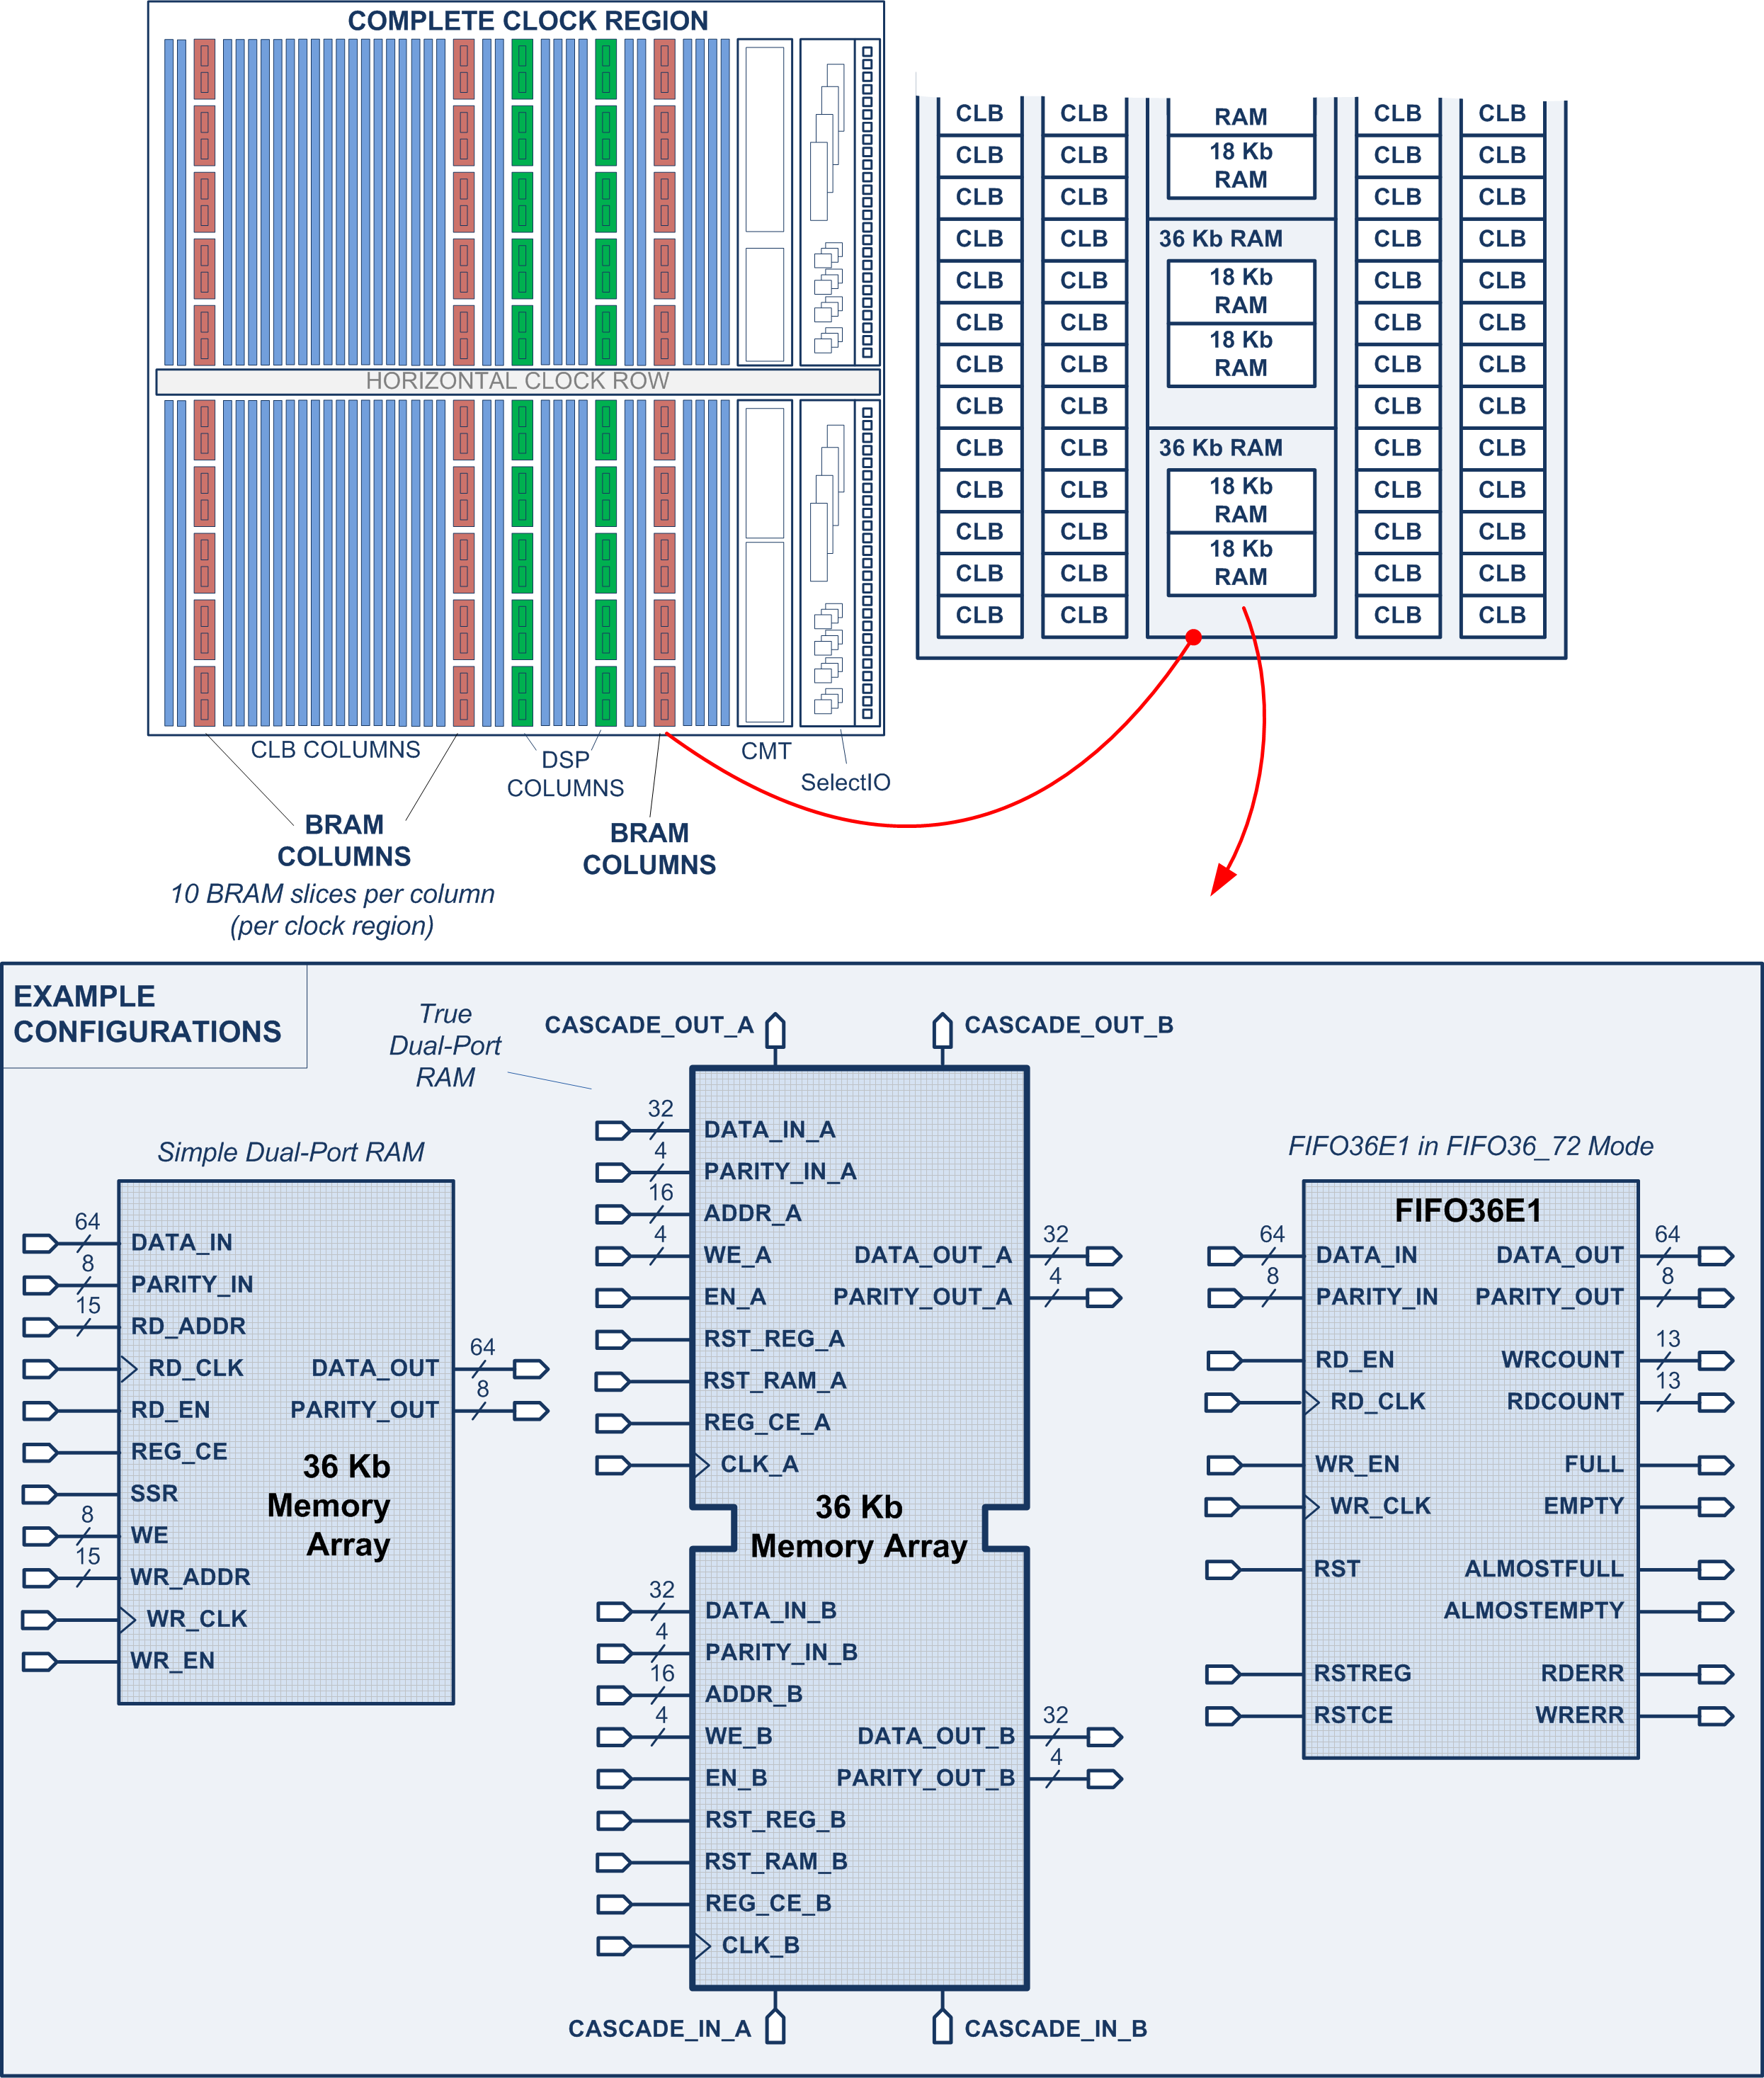 COMPLETE CLOCK REGION
HORIZONTAL CLOCK ROW
CLB COLUMNS
DSP
COLUMNS
CMT
SelectIO
BRAM
COLUMNS
10 BRAM slices per column
(per clock region)
BRAM
COLUMNS
CLB CLB RAM CLB CLB
CLB CLB 18 Kb CLB CLB
RAM
CLB CLB CLB CLB
CLB CLB 36 Kb RAM CLB CLB
CLB CLB 18 Kb CLB CLB
RAM
CLB CLB CLB CLB
18 Kb
CLB CLB RAM CLB CLB
CLB CLB CLB CLB
CLB CLB 36 Kb RAM CLB CLB
CLB CLB 18 Kb CLB CLB
RAM
CLB CLB CLB CLB
18 Kb
CLB CLB RAM CLB CLB
CLB CLB CLB CLB
EXAMPLE
CONFIGURATIONS
Simple Dual-Port RAM
64 DATA_IN
8 PARITY_IN
15 RD_ADDR
RD_CLK DATA_OUT 64
RD_EN PARITY_OUT 8
REG_CE
SSR
8 WE
15 WR_ADDR
WR_CLK
WR_EN
36 Kb
Memory
Array
True
Dual-Port
RAM
CASCADE_OUT_A CASCADE_OUT_B
32 DATA_IN_A
4 PARITY_IN_A
16 ADDR_A
4 WE_A DATA_OUT_A 32
EN_A PARITY_OUT_A 4
RST_REG_A
RST_RAM_A
REG_CE_A
CLK_A
36 Kb
Memory Array
32 DATA_IN_B
4 PARITY_IN_B
16 ADDR_B
4 WE_B DATA_OUT_B 32
EN_B PARITY_OUT_B 4
RST_REG_B
RST_RAM_B
REG_CE_B
CLK_B
CASCADE_IN_A CASCADE_IN_B
FIFO36E1 in FIFO36_72 Mode
FIFO36E1
64 DATA_IN DATA_OUT 64
8 PARITY_IN PARITY_OUT 8
RD_EN WRCOUNT 13
RD_CLK RDCOUNT 13
WR_EN FULL
WR_CLK EMPTY
RST ALMOSTFULL
ALMOSTEMPTY
RSTREG RDERR
RSTCE WRERR